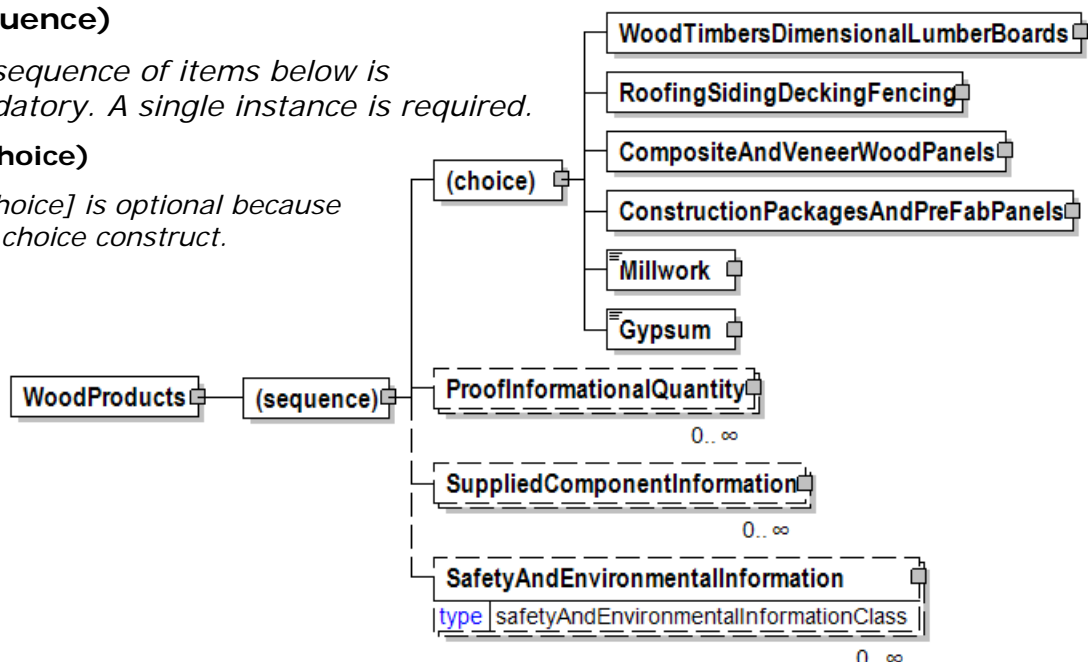 uence)
sequence of items below is
datory. A single instance is required.
hoice)
hoice] is optional because
choice construct.
WoodProducts
(sequence)
(choice)
WoodTimbersDimensionalLumberBoards
RoofingSidingDeckingFencing
CompositeAndVeneerWoodPanels
ConstructionPackagesAndPreFabPanels
Millwork
Gypsum
ProofInformationalQuantity
0.. ∞
SuppliedComponentInformation
0.. ∞
SafetyAndEnvironmentalInformation
type safetyAndEnvironmentalInformationClass
0.. ∞